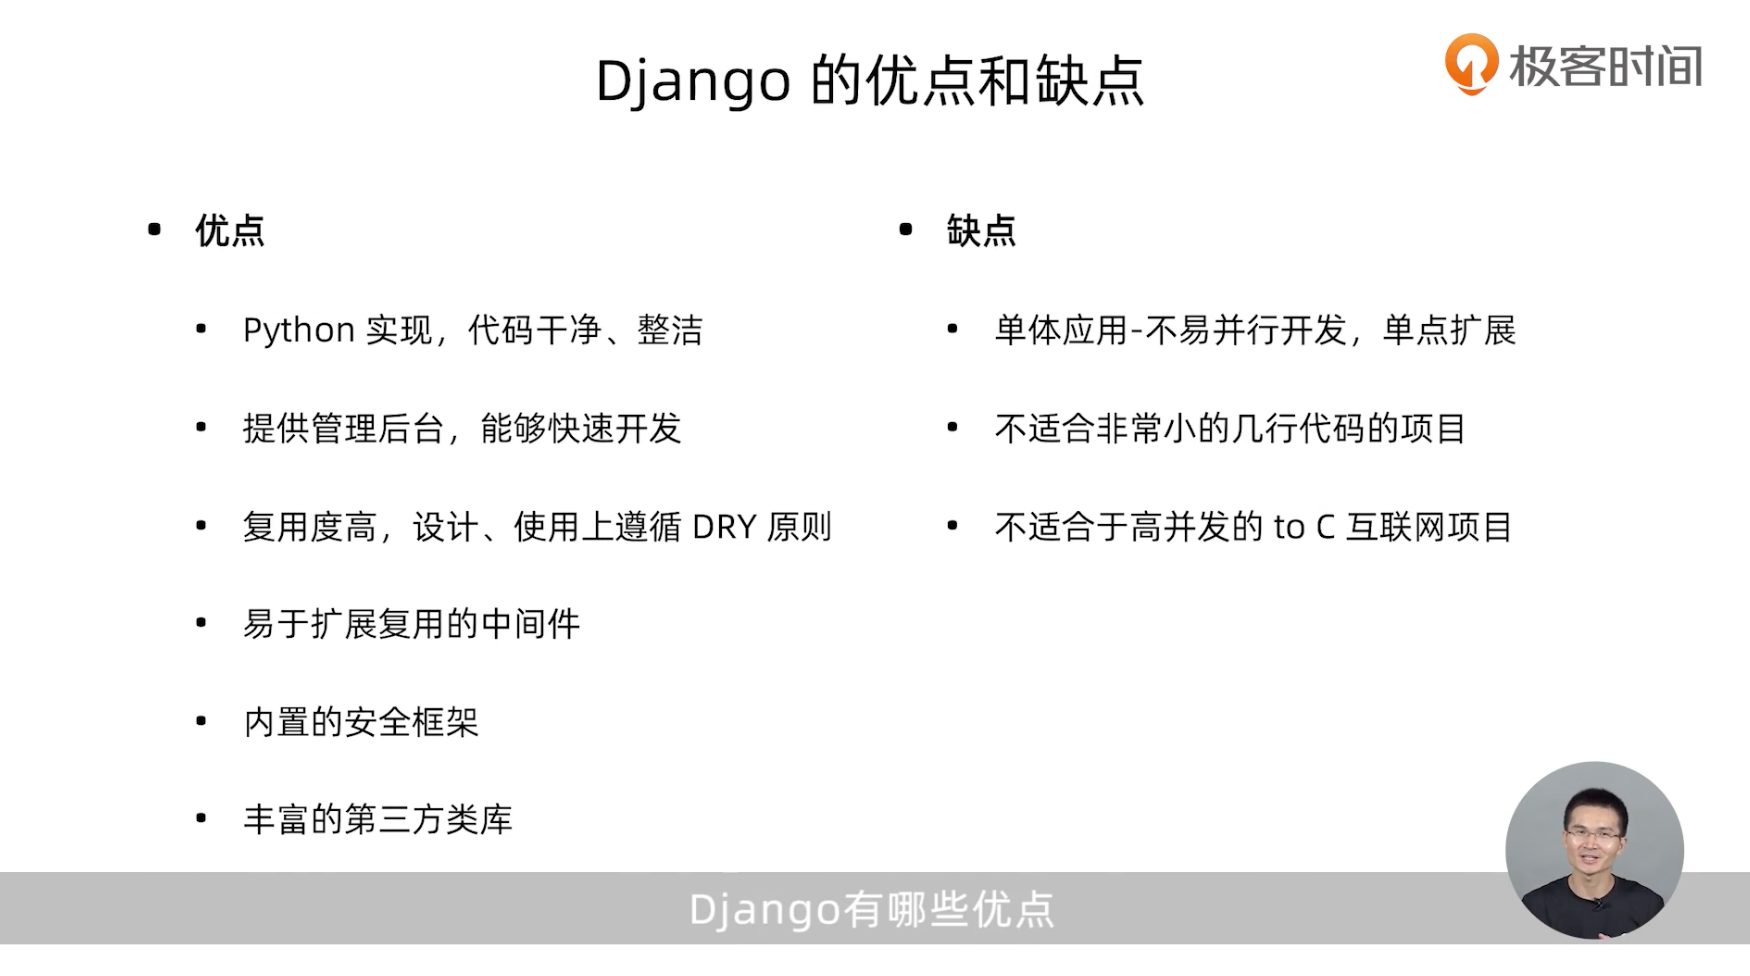 Django 的优点和缺点
极客时间
• 优点
• Python 实现，代码干净、整洁
• 提供管理后台，能够快速开发
• 复用度高，设计、使用上遵循 DRY 原则
• 易于扩展复用的中间件
• 内置的安全框架
• 丰富的第三方类库
• 缺点
• 单体应用-不易并行开发，单点扩展
• 不适合非常小的几行代码的项目
• 不适合于高并发的 to C 互联网项目
Django有哪些优点